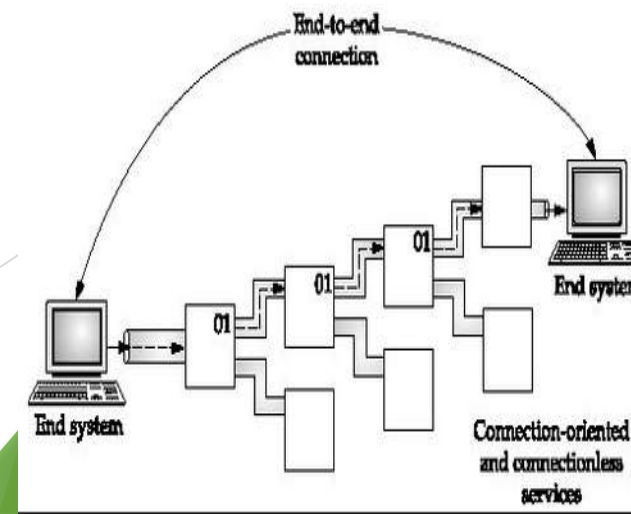 End-to-end
connection
01
01
01
End system
End system
Connection-oriented
and connectionless
services